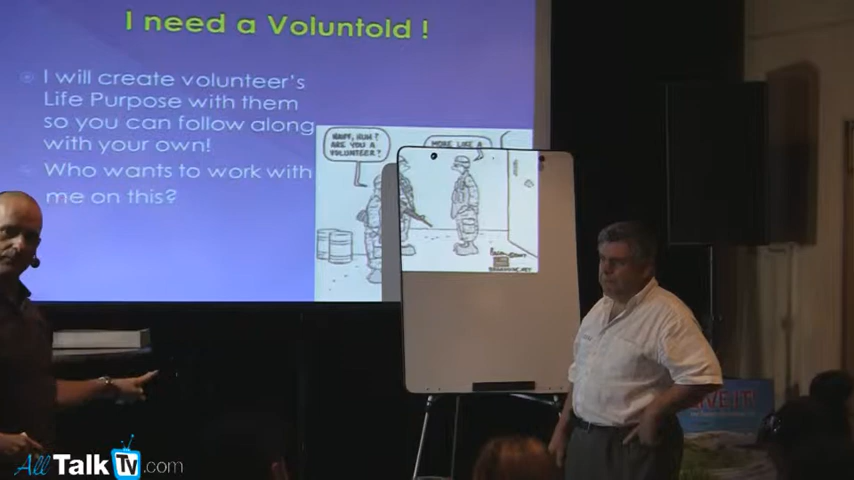 I need a Voluntold !
I will create volunteer's
Life Purpose with them
so you can follow along
with your own!
Who wants to work with
me on this?
ARE YOU A
VOLUNTEER?
MORE LIKE A
AllTalkTv.com